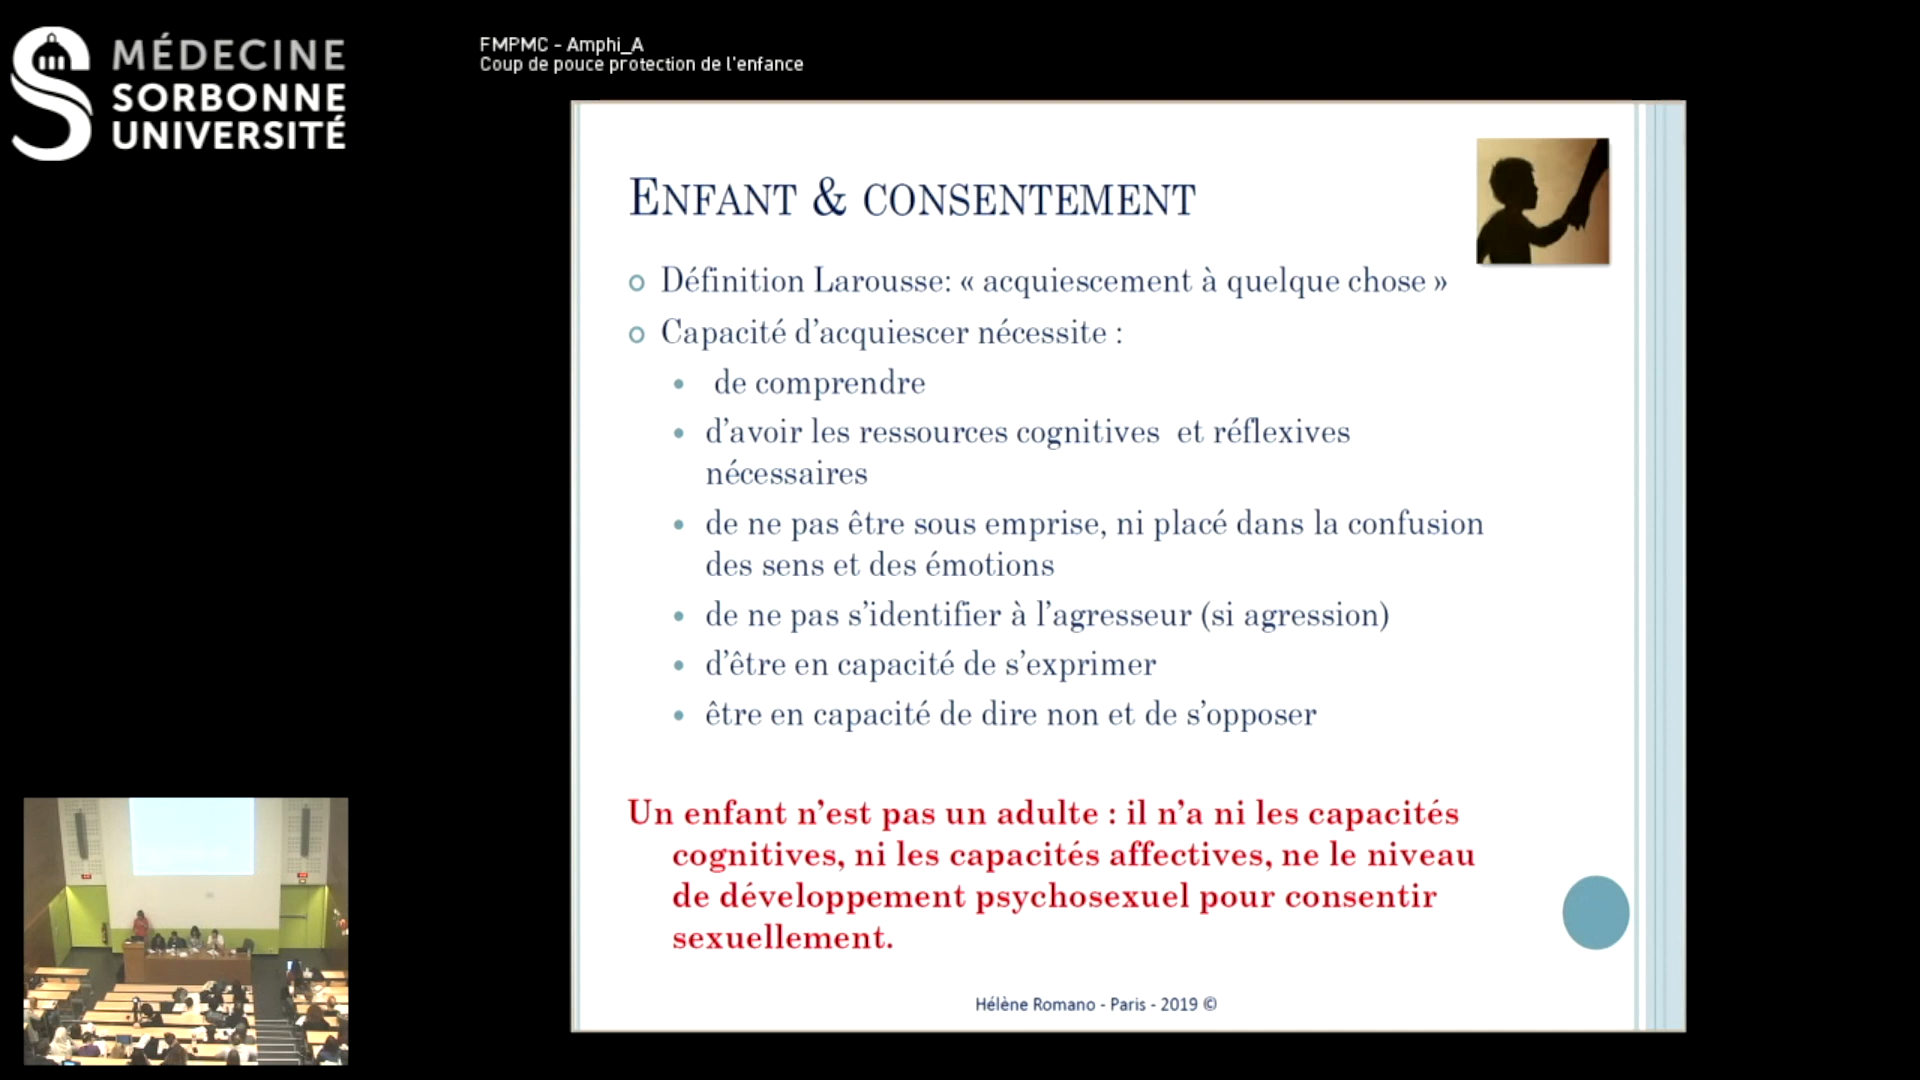 MÉDECINE
SORBONNE
UNIVERSITÉ
FMPMC - Amphi_A
Coup de pouce protection de l'enfance
ENFANT & CONSENTEMENT
Définition Larousse: « acquiescement à quelque chose »
Capacité d’acquiescer nécessite :
de comprendre
d’avoir les ressources cognitives et réflexives
nécessaires
de ne pas être sous emprise, ni placé dans la confusion
des sens et des émotions
de ne pas s’identifier à l’agresseur (si agression)
d’être en capacité de s’exprimer
être en capacité de dire non et de s’opposer
Un enfant n’est pas un adulte : il n’a ni les capacités
cognitives, ni les capacités affectives, ne le niveau
de développement psychosexuel pour consentir
sexuellement.
Hélène Romano - Paris - 2019 ©